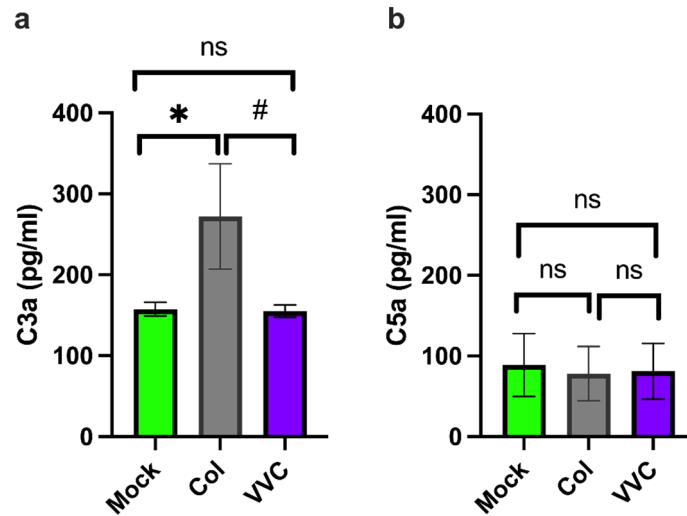 a
ns
* #
400
300
200
100
0
C3a (pg/ml)
Mock
Col
VVC
b
ns
ns ns
400
300
200
100
0
C5a (pg/ml)
Mock
Col
VVC